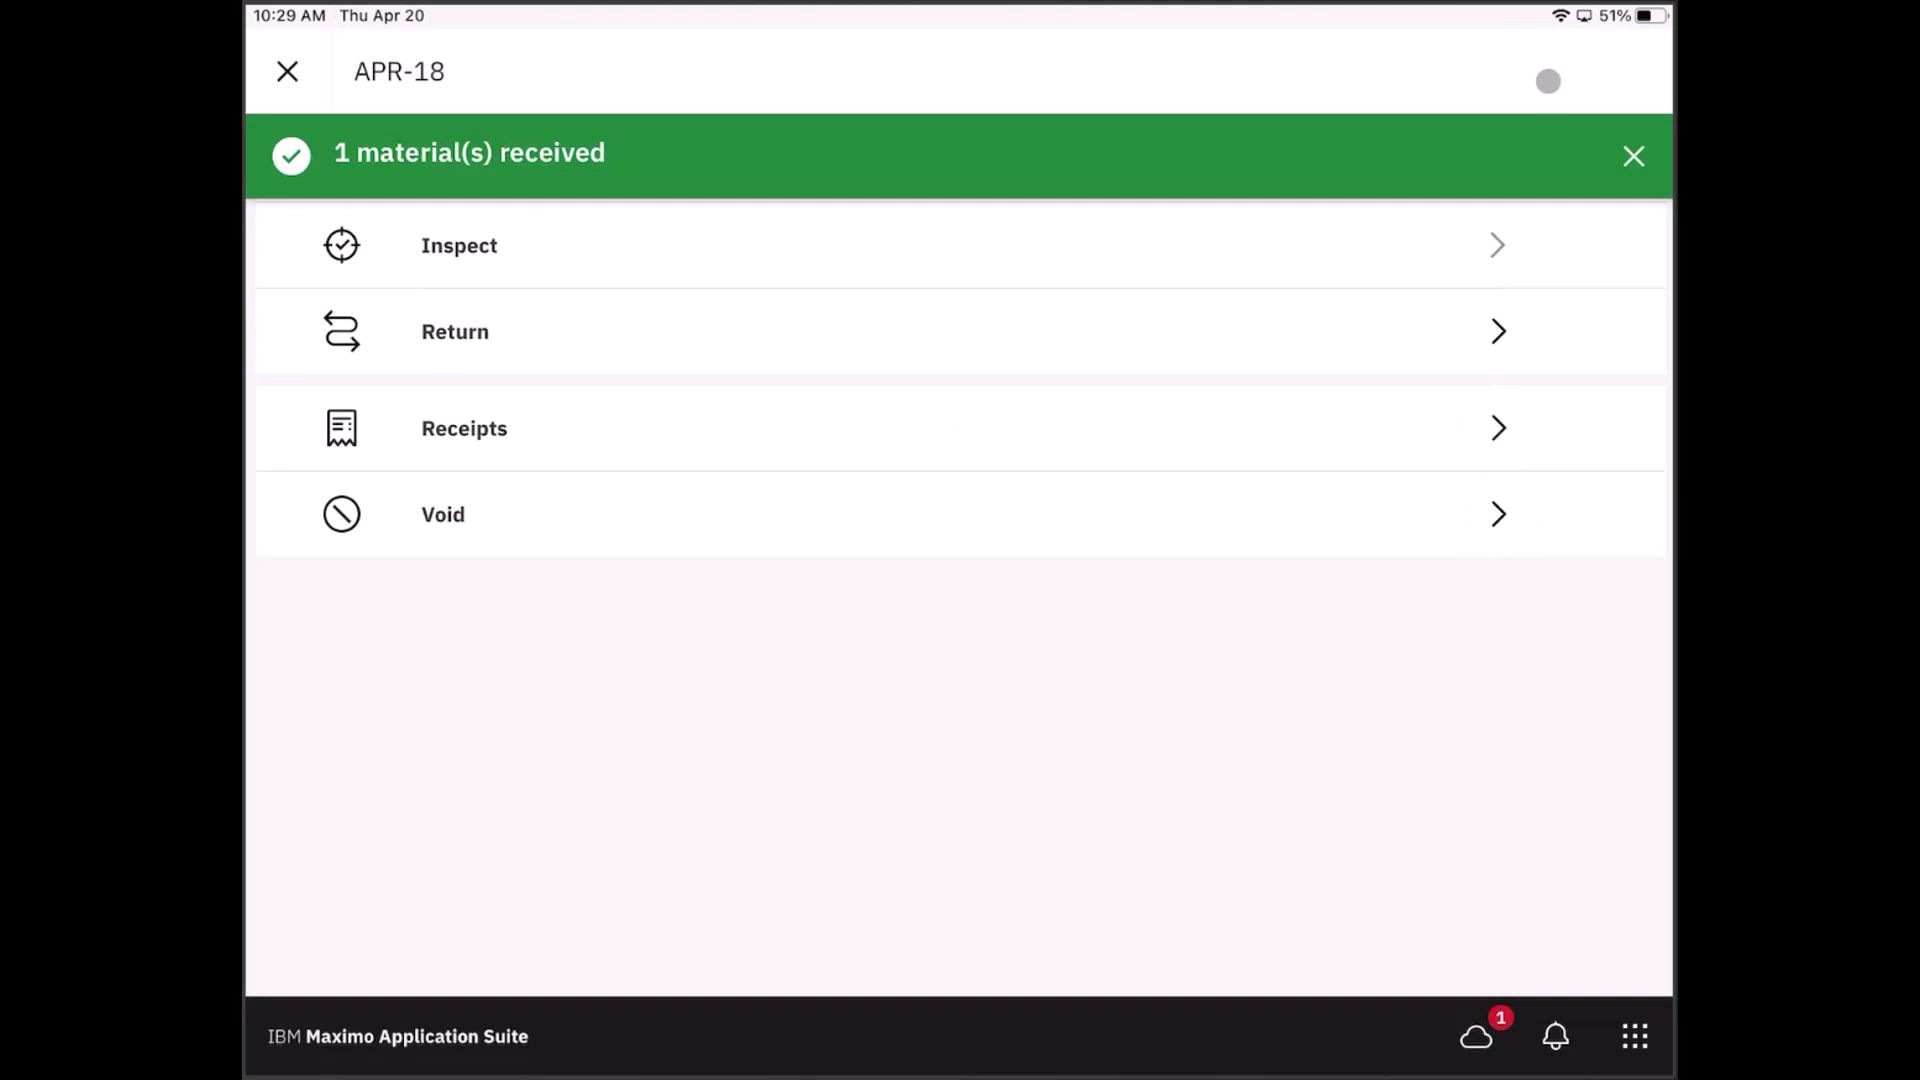 10:29 AM Thu Apr 20
51%
APR-18
1 material(s) received
Inspect
Return
Receipts
Void
IBM Maximo Application Suite
1